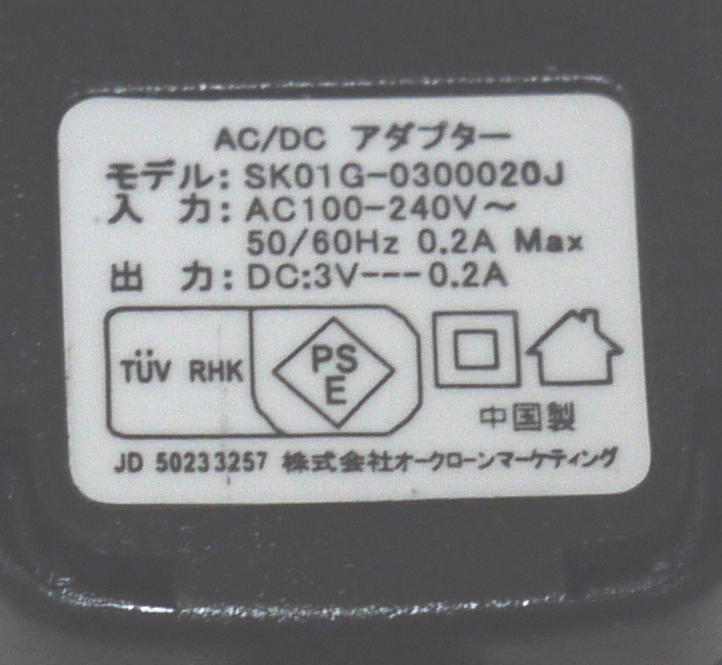 AC/DC アダプター
モデル: SK01G-0300020J
入 力: AC100-240V～
50/60Hz 0.2A Max
出 力: DC:3V---0.2A
TÜV RHK
PS
E
中国製
JD 50233257 株式会社オークローンマーケティング